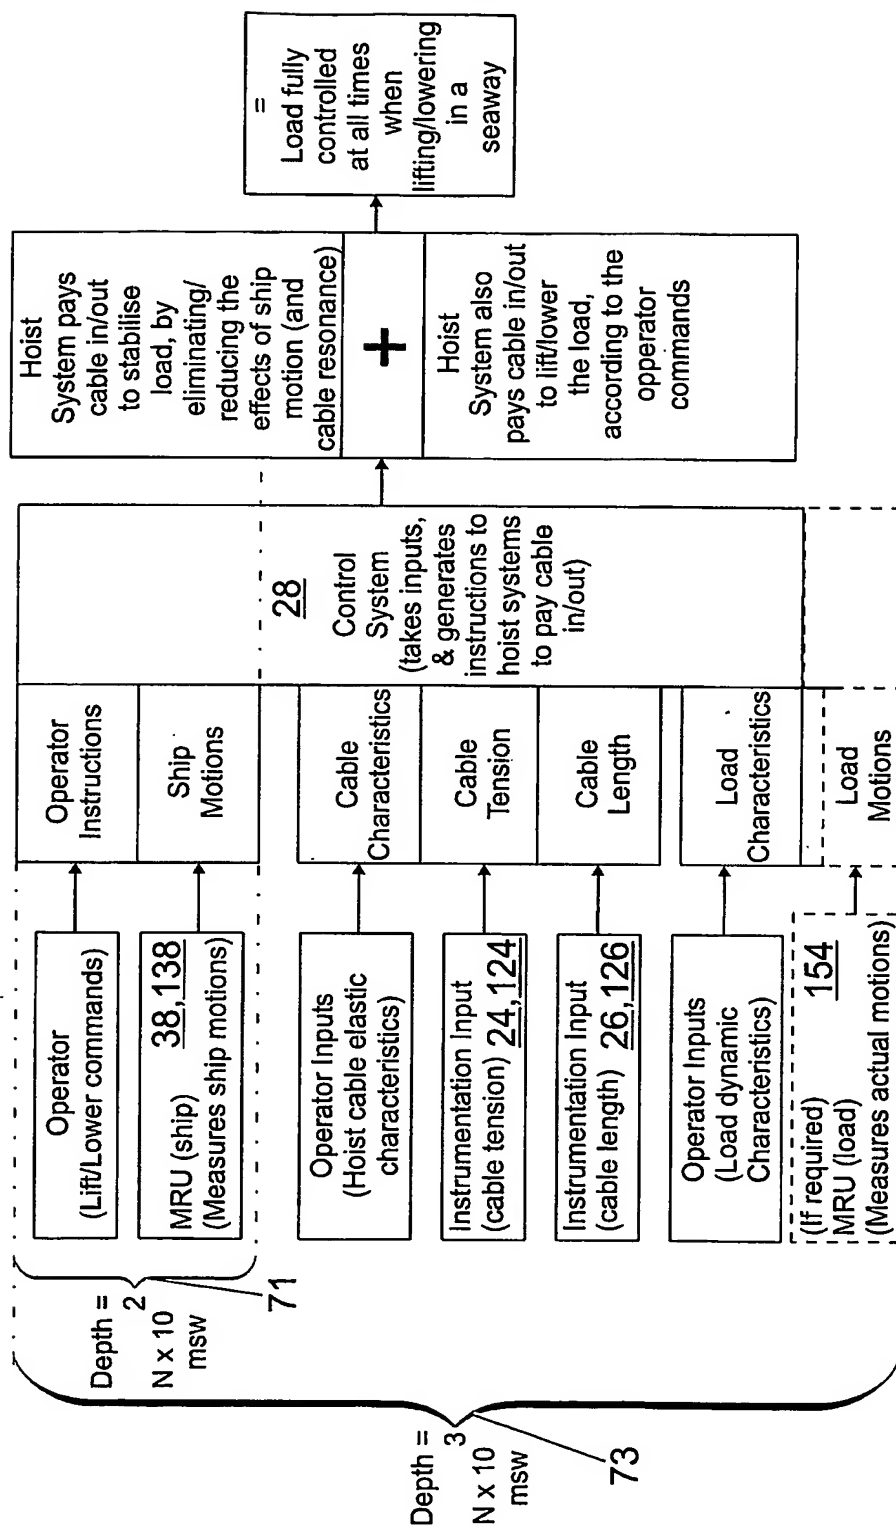 Depth =
2
N x 10
msw
71
Depth =
3
N x 10
msw
73
Operator
(Lift/Lower commands)
MRU (ship) 38,138
(Measures ship motions)
Operator Inputs
(Hoist cable elastic
characteristics)
Instrumentation Input
(cable tension) 24,124
Instrumentation Input
(cable length) 26,126
Operator Inputs
(Load dynamic
Characteristics)
(If required) 154
MRU (load)
(Measures actual motions)
Operator
Instructions
Ship
Motions
Cable
Characteristics
Cable
Tension
Cable
Length
Load
Characteristics
Load
Motions
28
Control
System
(takes inputs,
& generates
instructions to
hoist systems
to pay cable
in/out)
Hoist
System pays
cable in/out
to stabilise
load, by
eliminating/
reducing the
effects of ship
motion (and
cable resonance)
+
Hoist
System also
pays cable in/out
to lift/lower
the load,
according to the
opperator
commands
=
Load fully
controlled
at all times
when
lifting/lowering
in a
seaway